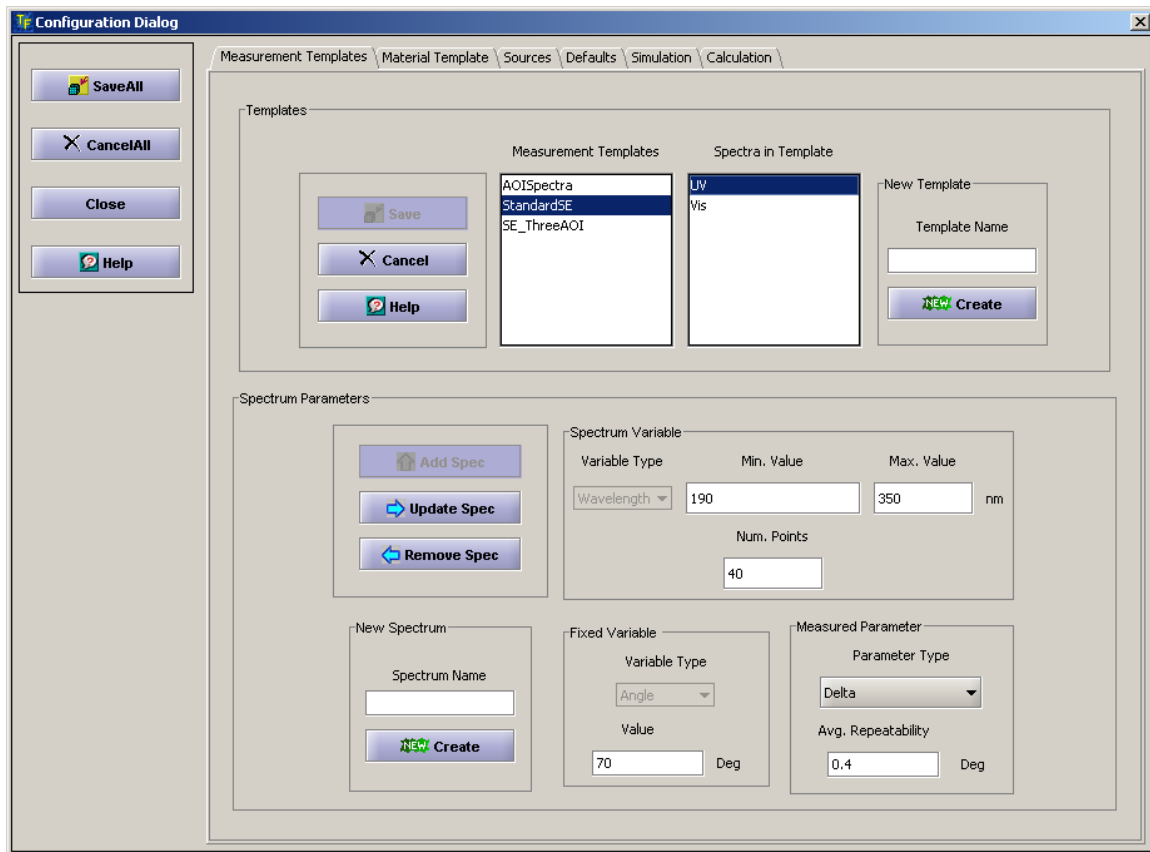 TF Configuration Dialog
SaveAll
CancelAll
Close
Help
Measurement Templates
Material Template
Sources
Defaults
Simulation
Calculation
Templates
Save
Cancel
Help
Measurement Templates
AOISpectra
StandardSE
SE_ThreeAOI
Spectra in Template
UV
Vis
New Template
Template Name
NEW Create
Spectrum Parameters
Add Spec
Update Spec
Remove Spec
Spectrum Variable
Variable Type
Min. Value
Max. Value
Wavelength
190
350
nm
Num. Points
40
New Spectrum
Spectrum Name
NEW Create
Fixed Variable
Variable Type
Angle
Value
70 Deg
Measured Parameter
Parameter Type
Delta
Avg. Repeatability
0.4 Deg